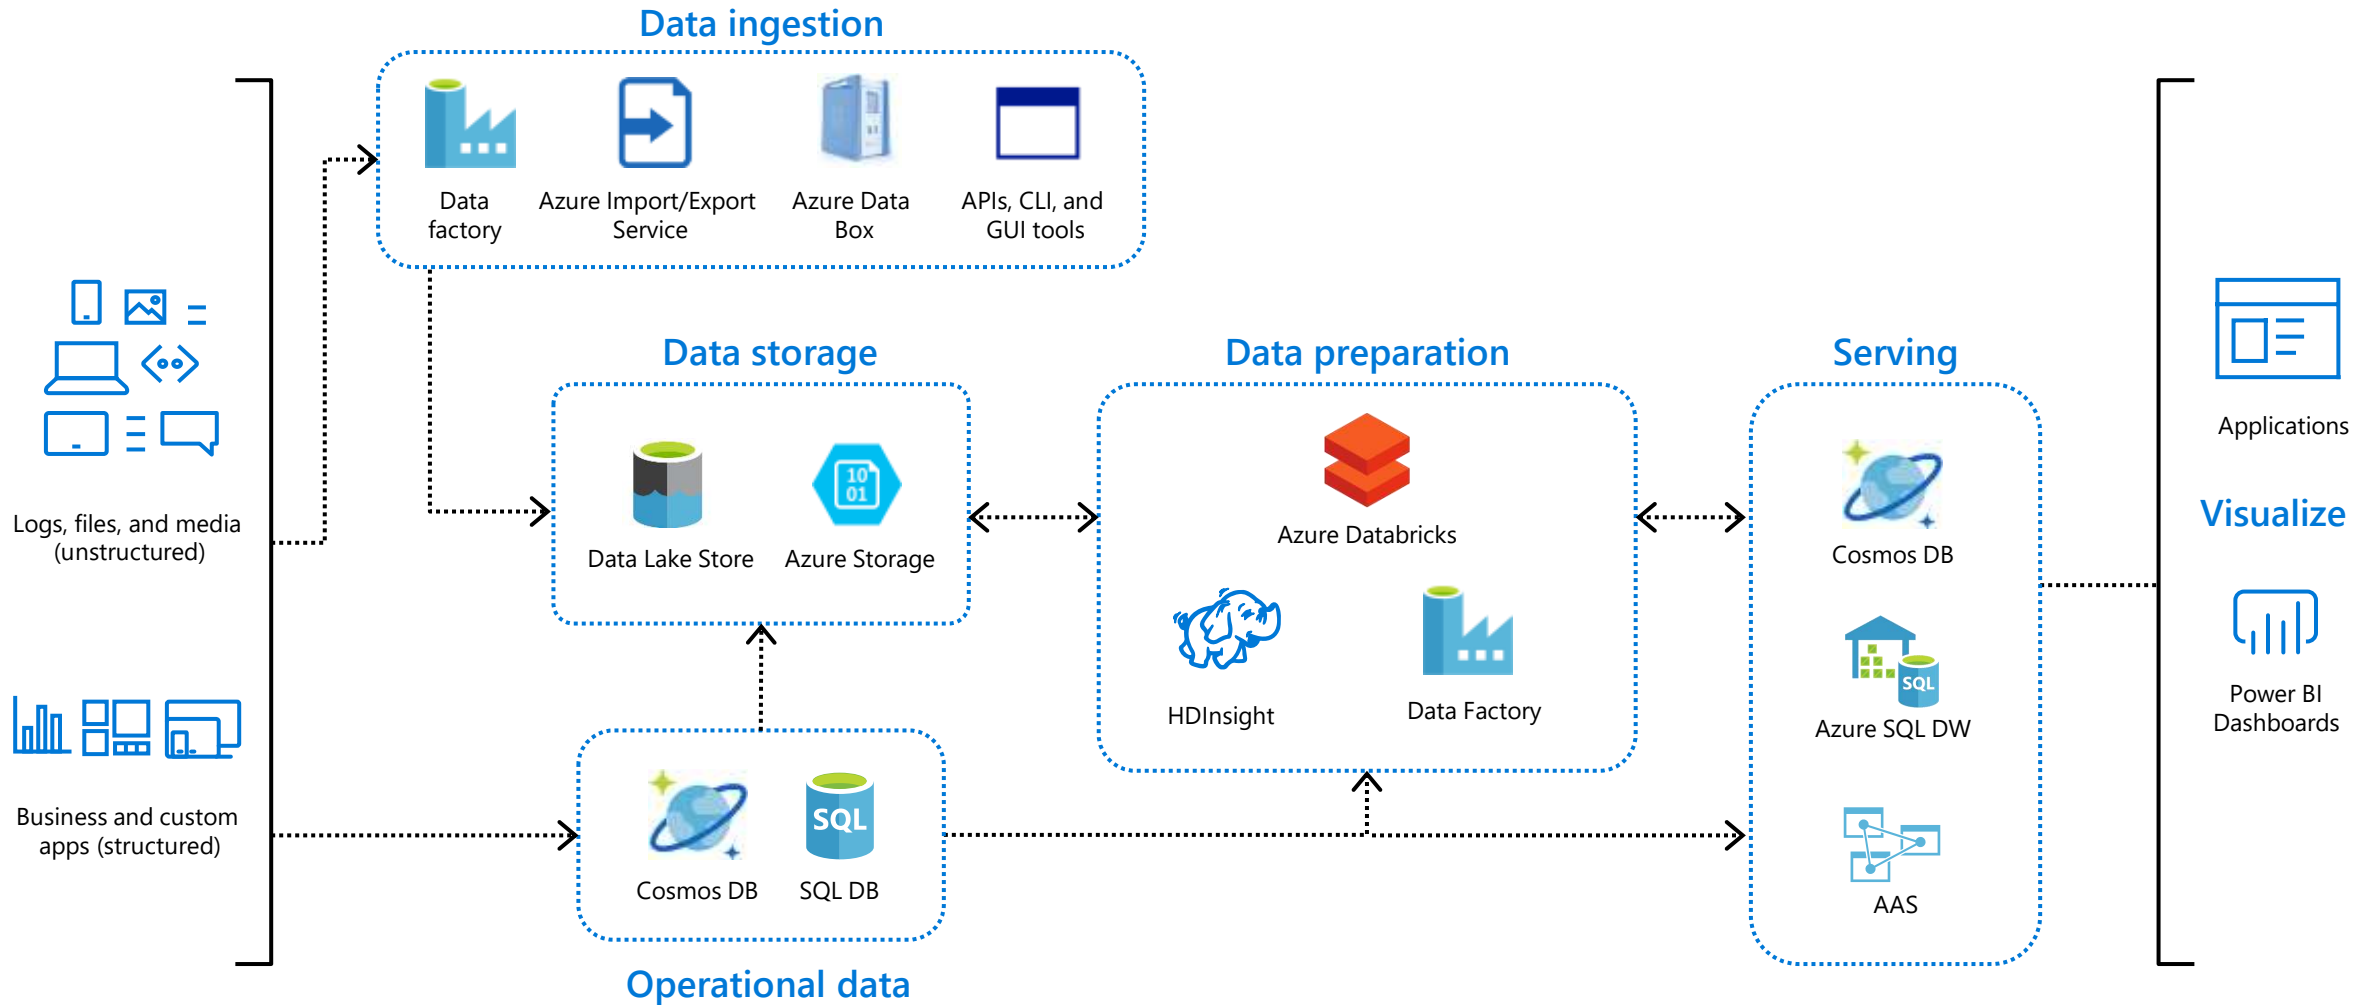 Data ingestion
Data
factory
Azure Import/Export
Service
Azure Data
Box
APIs, CLI, and
GUI tools
Logs, files, and media
(unstructured)
Business and custom
apps (structured)
Data storage
Data Lake Store
10
01
Azure Storage
Data preparation
Azure Databricks
HDInsight
Data Factory
Serving
Cosmos DB
SQL
Azure SQL DW
AAS
Cosmos DB
SQL
SQL DB
Operational data
Applications
Visualize
Power BI
Dashboards